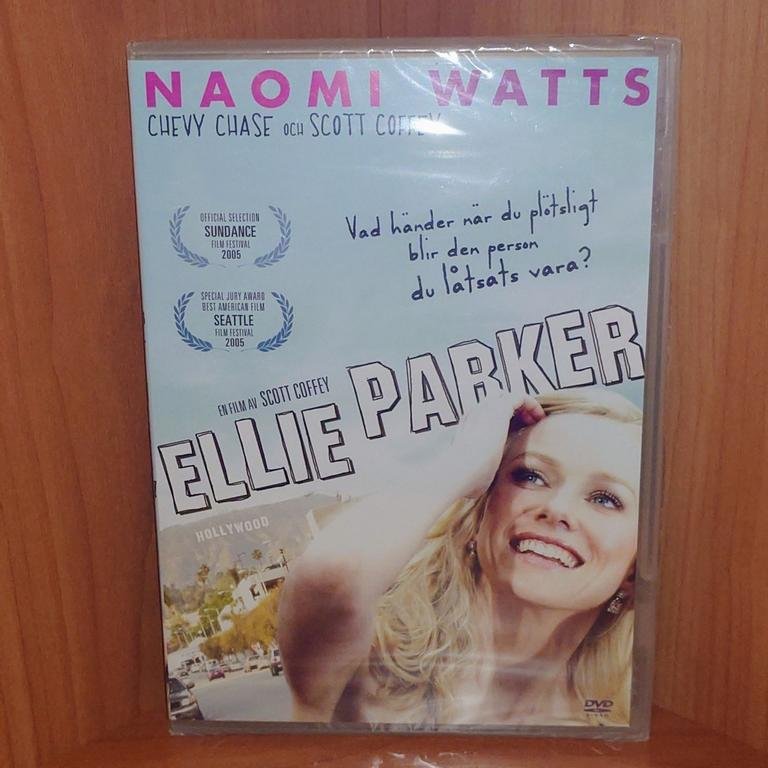 NAOMI WATTS
CHEVY CHASE OCH SCOTT COFFEY
OFFICIAL SELECTION
SUNDANCE
FILM FESTIVAL
2005
Vad händer när du plötsligt
blir den person
du låtsats vara?
SPECIAL JURY AWARD
BEST AMERICAN FILM
SEATTLE
FILM FESTIVAL
2005
EN FILM AV SCOTT COFFEY
ELLIE PARKER
HOLLYWOOD
DVD
VIDEO